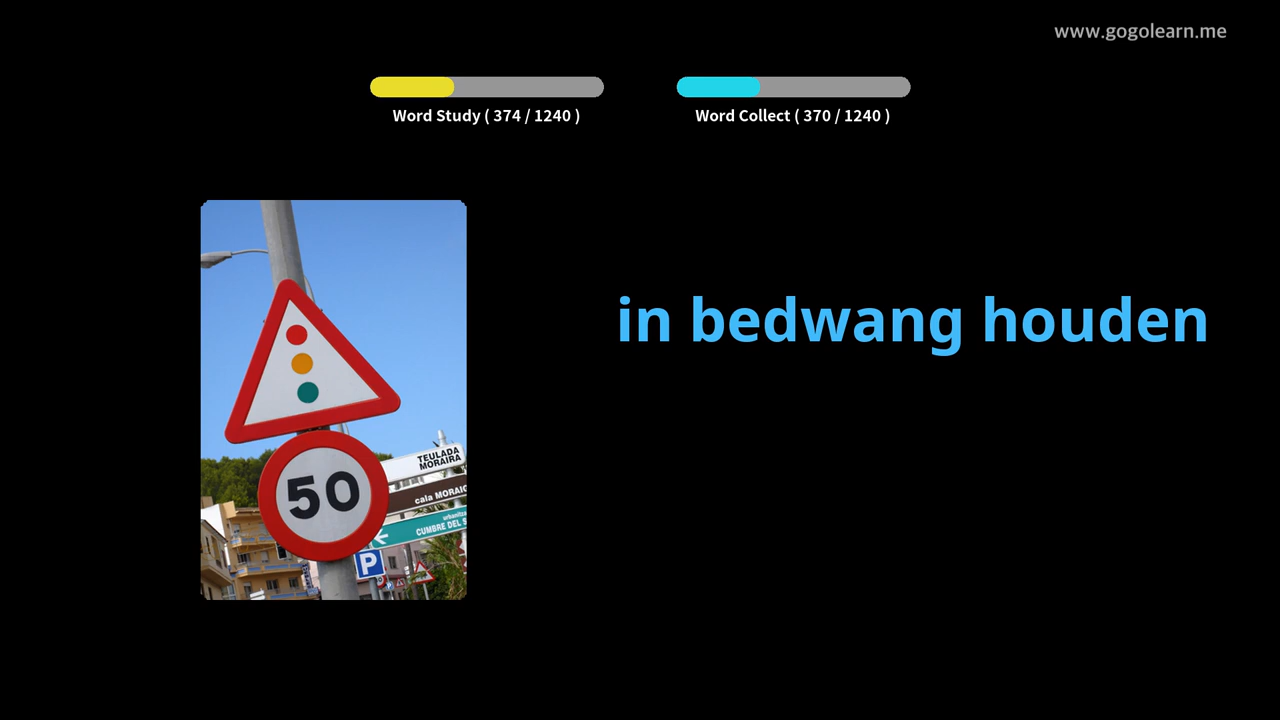 www.gogolearn.me
Word Study ( 374 / 1240 )
Word Collect ( 370 / 1240 )
in bedwang houden
TEULADA
MORAIRA
50
cala MORAIG
CUMBRE DEL S
P